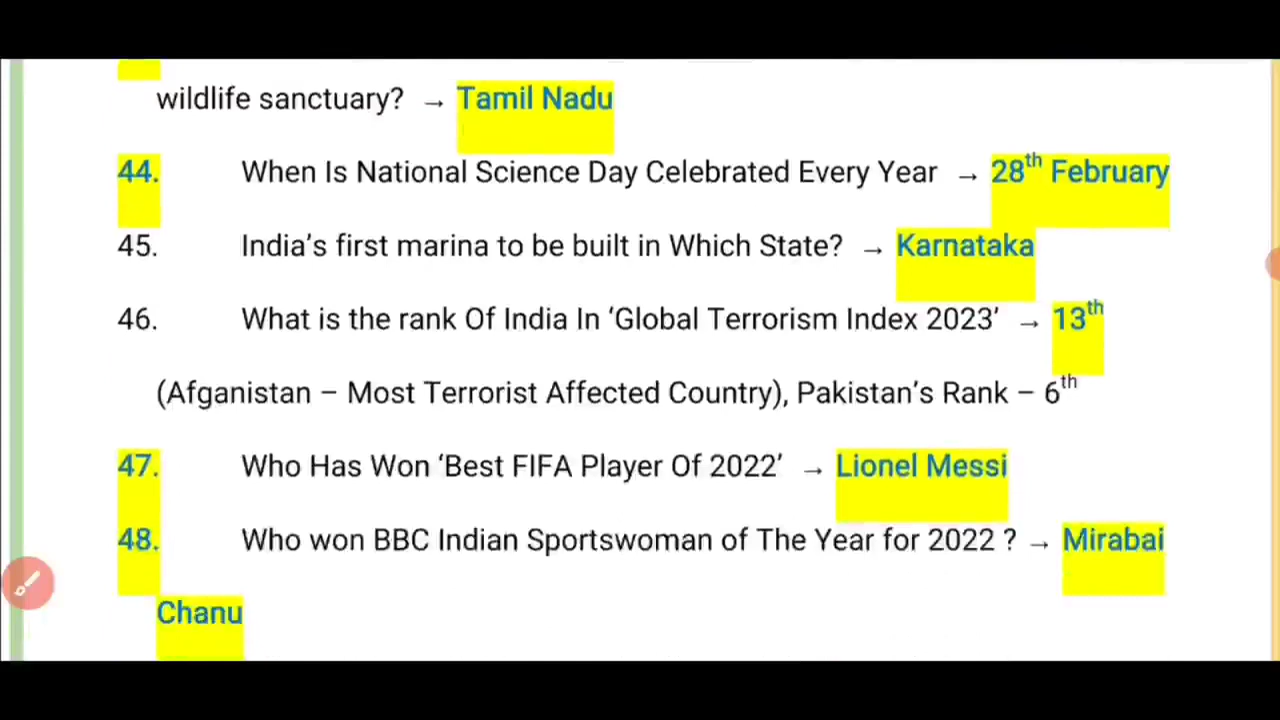 wildlife sanctuary? → Tamil Nadu
44. When Is National Science Day Celebrated Every Year → 28th February
45. India’s first marina to be built in Which State? → Karnataka
46. What is the rank Of India In ‘Global Terrorism Index 2023’ → 13th
(Afganistan – Most Terrorist Affected Country), Pakistan’s Rank – 6th
47. Who Has Won ‘Best FIFA Player Of 2022’ → Lionel Messi
48. Who won BBC Indian Sportswoman of The Year for 2022 ? → Mirabai
Chanu